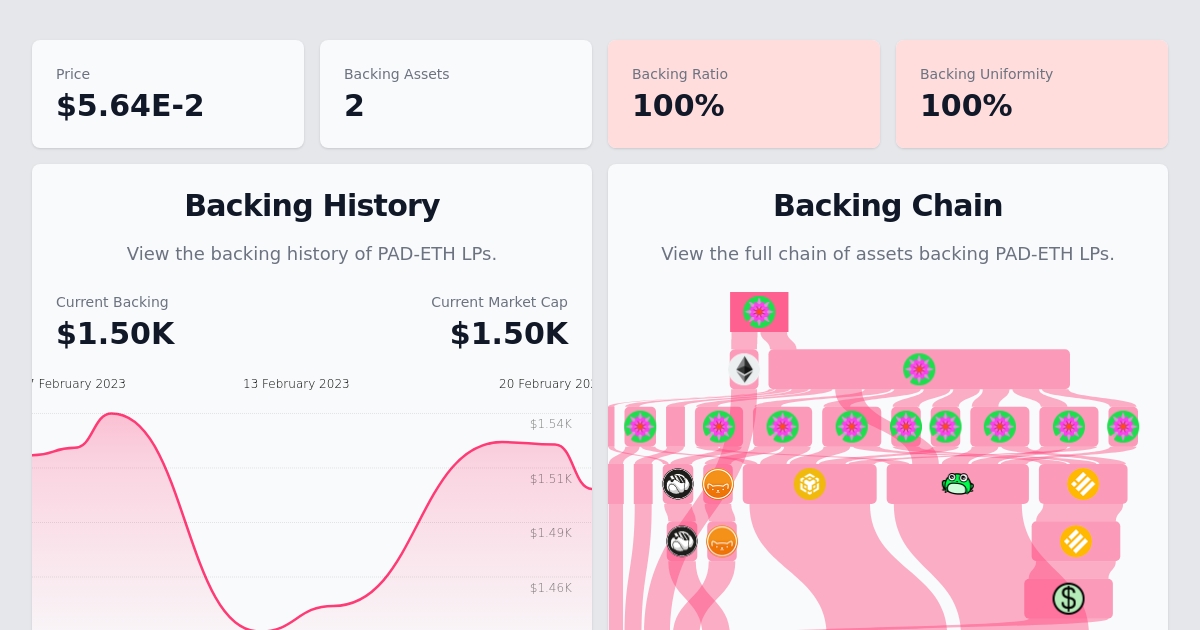 Price
$5.64E-2
Backing Assets
2
Backing Ratio
100%
Backing Uniformity
100%
Backing History
View the backing history of PAD-ETH LPs.
Current Backing
$1.50K
Current Market Cap
$1.50K
7 February 2023
13 February 2023
20 February 202
$1.54K
$1.51K
$1.49K
$1.46K
Backing Chain
View the full chain of assets backing PAD-ETH LPs.
$